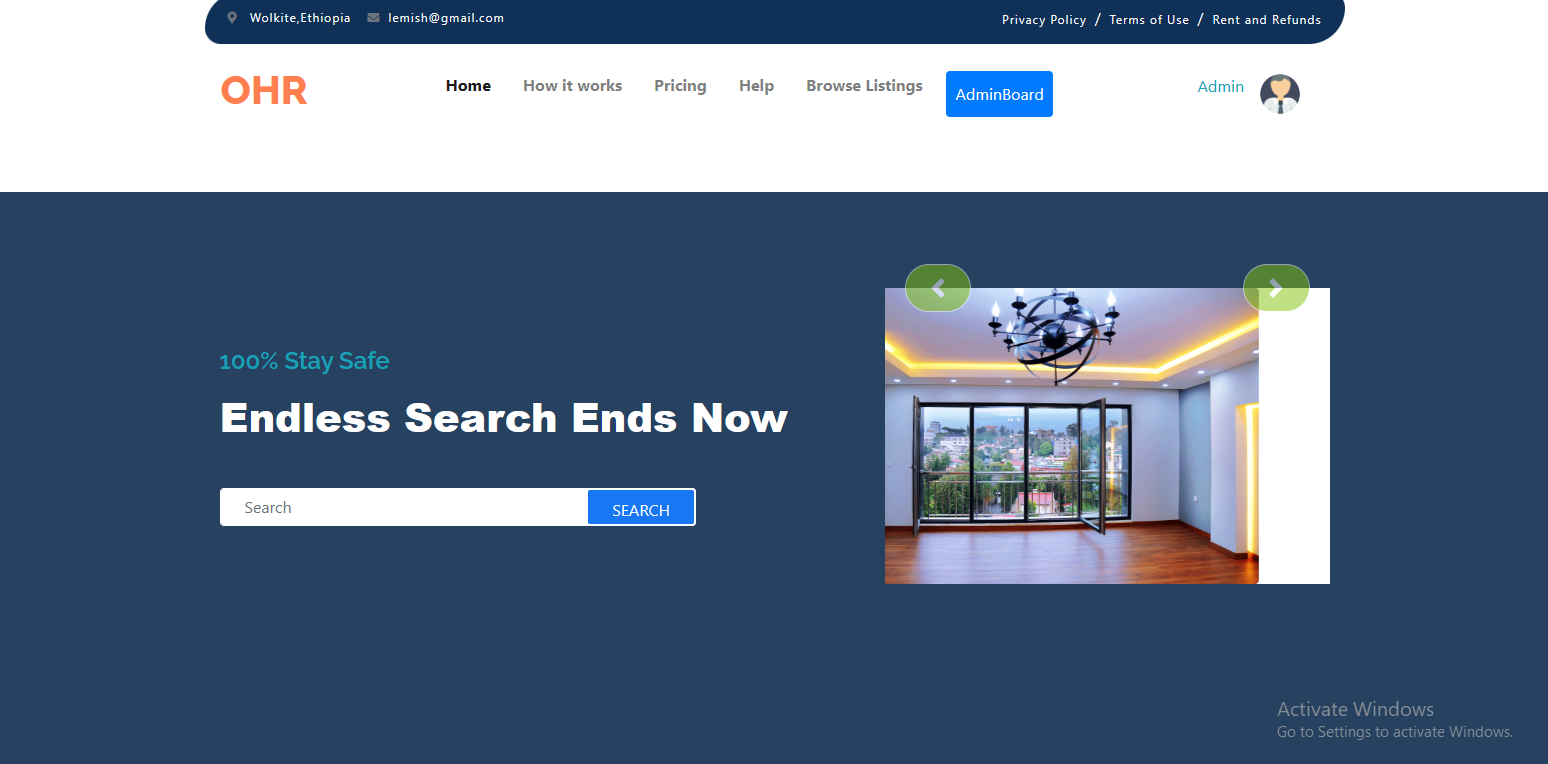 Wolkite,Ethiopia lemish@gmail.com Privacy Policy / Terms of Use / Rent and Refunds
OHR Home How it works Pricing Help Browse Listings AdminBoard Admin
100% Stay Safe
Endless Search Ends Now
Search SEARCH
Activate Windows
Go to Settings to activate Windows.